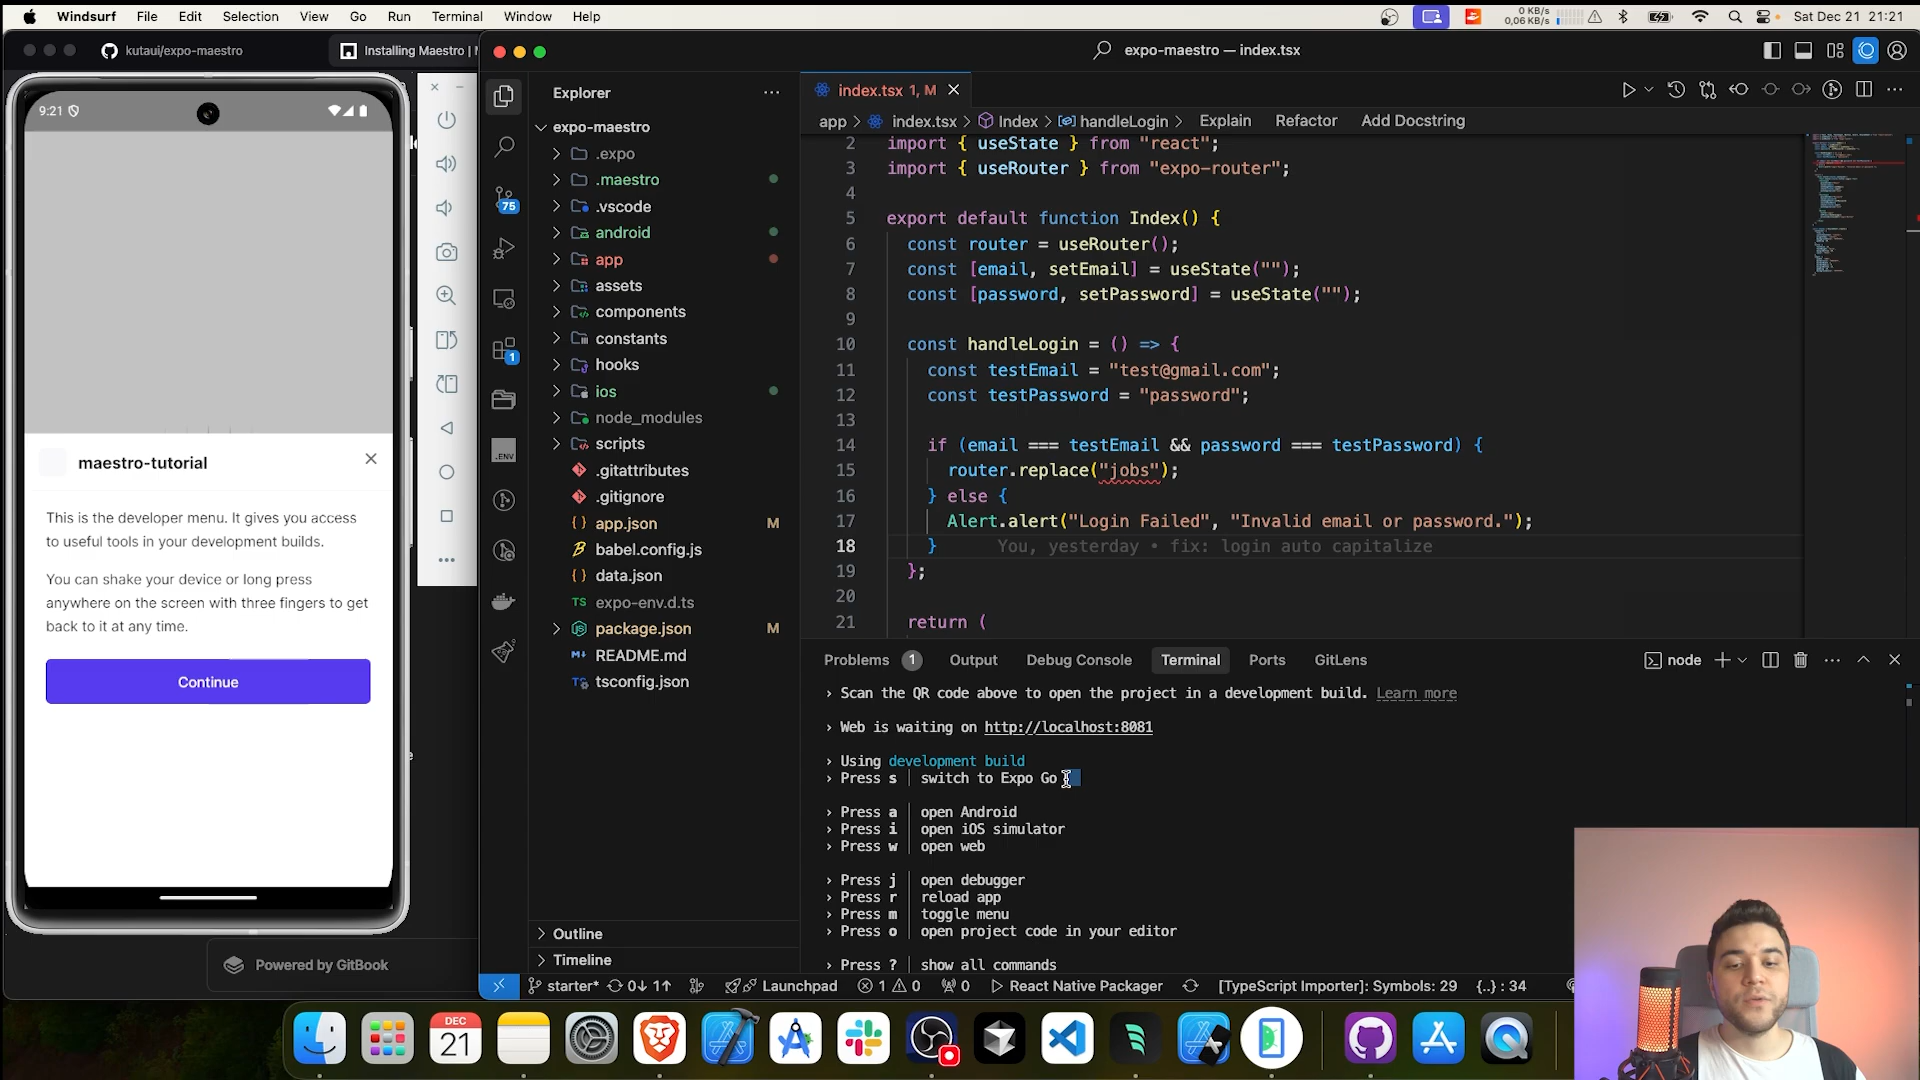 Windsurf File Edit Selection View Go Run Terminal Window Help
0 KB/s
0,06 KB/s
Sat Dec 21 21:21
kutaui/expo-maestro
Installing Maestro |
expo-maestro — index.tsx
9:21
Explorer
expo-maestro
.expo
.maestro
.vscode
android
app
assets
components
constants
hooks
ios
node_modules
scripts
.gitattributes
.gitignore
app.json M
babel.config.js
data.json
expo-env.d.ts
package.json M
README.md
tsconfig.json
Outline
Timeline
75
1
.ENV
maestro-tutorial
This is the developer menu. It gives you access
to useful tools in your development builds.
You can shake your device or long press
anywhere on the screen with three fingers to get
back to it at any time.
Continue
Powered by GitBook
index.tsx 1, M
app > index.tsx > Index > handleLogin > Explain Refactor Add Docstring
2 import { useState } from "react";
3 import { useRouter } from "expo-router";
4
5 export default function Index() {
6 const router = useRouter();
7 const [email, setEmail] = useState("");
8 const [password, setPassword] = useState("");
9
10 const handleLogin = () => {
11 const testEmail = "test@gmail.com";
12 const testPassword = "password";
13
14 if (email === testEmail && password === testPassword) {
15 router.replace("jobs");
16 } else {
17 Alert.alert("Login Failed", "Invalid email or password.");
18 } You, yesterday • fix: login auto capitalize
19 };
20
21 return (
Problems 1 Output Debug Console Terminal Ports GitLens
node
› Scan the QR code above to open the project in a development build. Learn more
› Web is waiting on http://localhost:8081
› Using development build
› Press s │ switch to Expo Go
› Press a │ open Android
› Press i │ open iOS simulator
› Press w │ open web
› Press j │ open debugger
› Press r │ reload app
› Press m │ toggle menu
› Press o │ open project code in your editor
› Press ? │ show all commands
starter* 0↓ 1↑ Launchpad 1 0 0 React Native Packager [TypeScript Importer]: Symbols: 29 {..} : 34
DEC
21